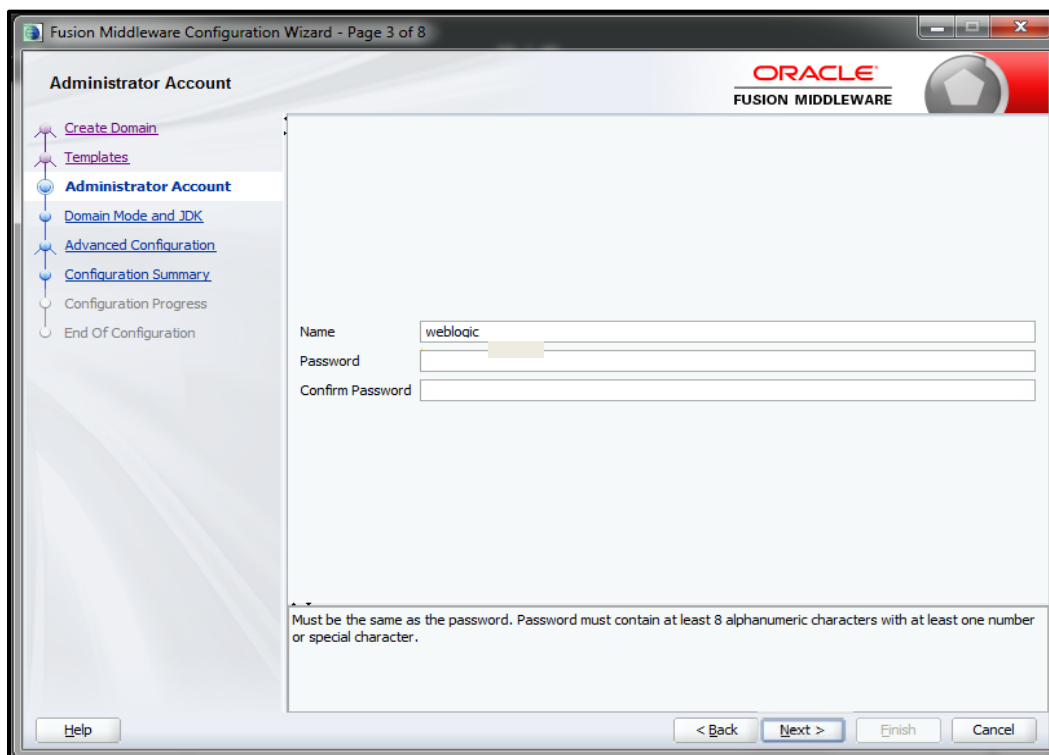 Fusion Middleware Configuration Wizard - Page 3 of 8
Administrator Account
ORACLE
FUSION MIDDLEWARE
Create Domain
Templates
Administrator Account
Domain Mode and JDK
Advanced Configuration
Configuration Summary
Configuration Progress
End Of Configuration
Name weblogic
Password
Confirm Password
Must be the same as the password. Password must contain at least 8 alphanumeric characters with at least one number
or special character.
Help < Back Next > Finish Cancel